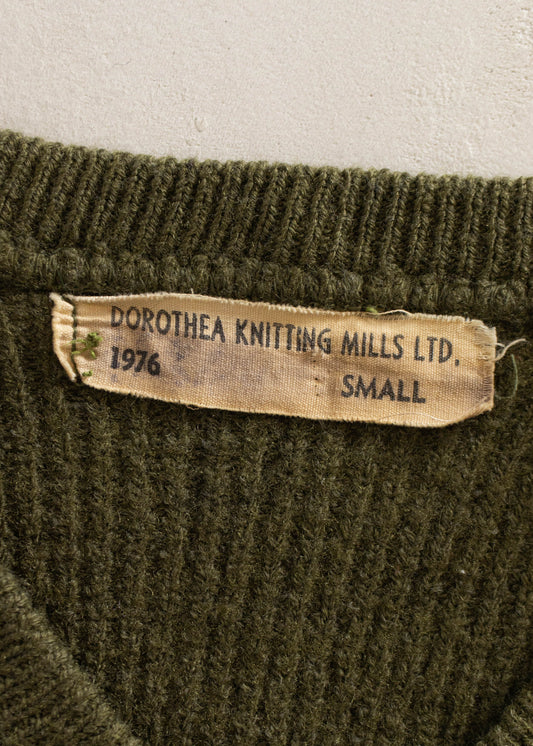 DOROTHEA KNITTING MILLS LTD.
1976 SMALL